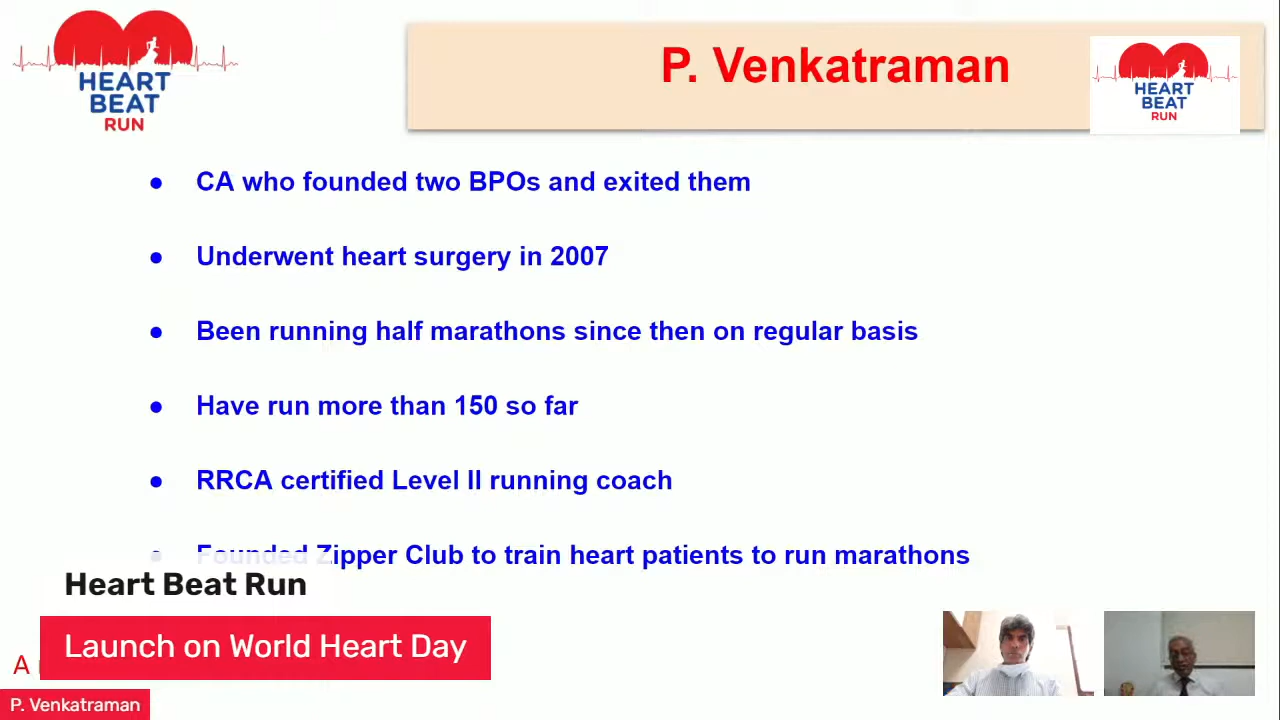 HEART
BEAT
RUN
P. Venkatraman
HEART
BEAT
RUN
● CA who founded two BPOs and exited them
● Underwent heart surgery in 2007
● Been running half marathons since then on regular basis
● Have run more than 150 so far
● RRCA certified Level II running coach
● Founded Zipper Club to train heart patients to run marathons
Heart Beat Run
Launch on World Heart Day
A
P. Venkatraman